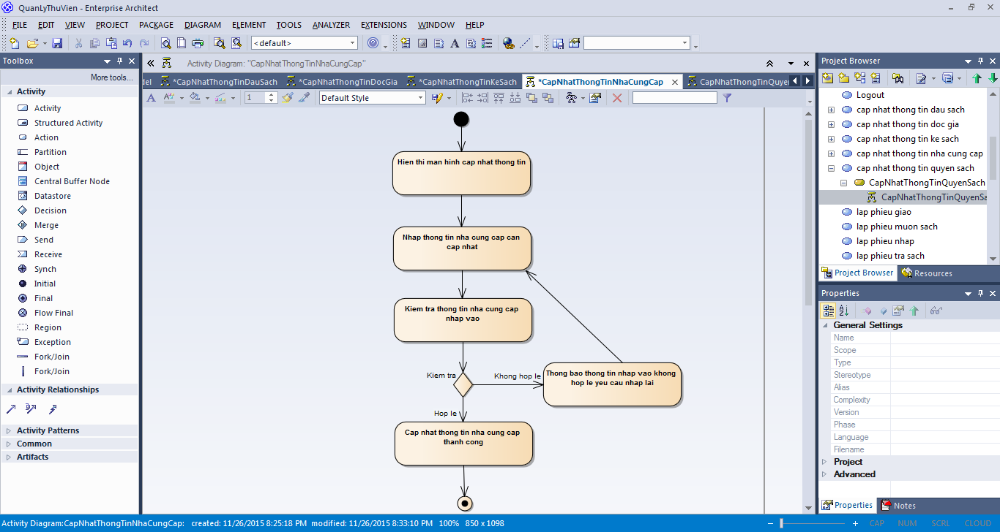 QuanLyThuVien - Enterprise Architect
FILE EDIT VIEW PROJECT PACKAGE DIAGRAM ELEMENT TOOLS ANALYZER EXTENSIONS WINDOW HELP
<default>
Toolbox
More tools...
Activity
Activity
Structured Activity
Action
Partition
Object
Central Buffer Node
Datastore
Decision
Merge
Send
Receive
Synch
Initial
Final
Flow Final
Region
Exception
Fork/Join
Fork/Join
Activity Relationships
Activity Patterns
Common
Artifacts
Activity Diagram: "CapNhatThongTinNhaCungCap"
del *CapNhatThongTinDauSach *CapNhatThongTinDocGia *CapNhatThongTinKeSach *CapNhatThongTinNhaCungCap CapNhatThongTinQuye
1 Default Style
Hien thi man hinh cap nhat thong tin
Nhap thong tin nha cung cap can
cap nhat
Kiem tra thong tin nha cung cap
nhap vao
Kiem tra
Khong hop le
Thong bao thong tin nhap vao khong
hop le yeu cau nhap lai
Hop le
Cap nhat thong tin nha cung cap
thanh cong
Project Browser
Logout
cap nhat thong tin dau sach
cap nhat thong tin doc gia
cap nhat thong tin ke sach
cap nhat thong tin nha cung cap
cap nhat thong tin quyen sach
CapNhatThongTinQuyenSach
CapNhatThongTinQuyenSa
lap phieu giao
lap phieu muon sach
lap phieu nhap
lap phieu tra sach
Project Browser Resources
Properties
General Settings
Name
Scope
Type
Stereotype
Alias
Complexity
Version
Phase
Language
Filename
Project
Advanced
Properties Notes
Activity Diagram:CapNhatThongTinNhaCungCap: created: 11/26/2015 8:25:18 PM modified: 11/26/2015 8:33:10 PM 100% 850 x 1098 CAP NUM SCRL CLOUD